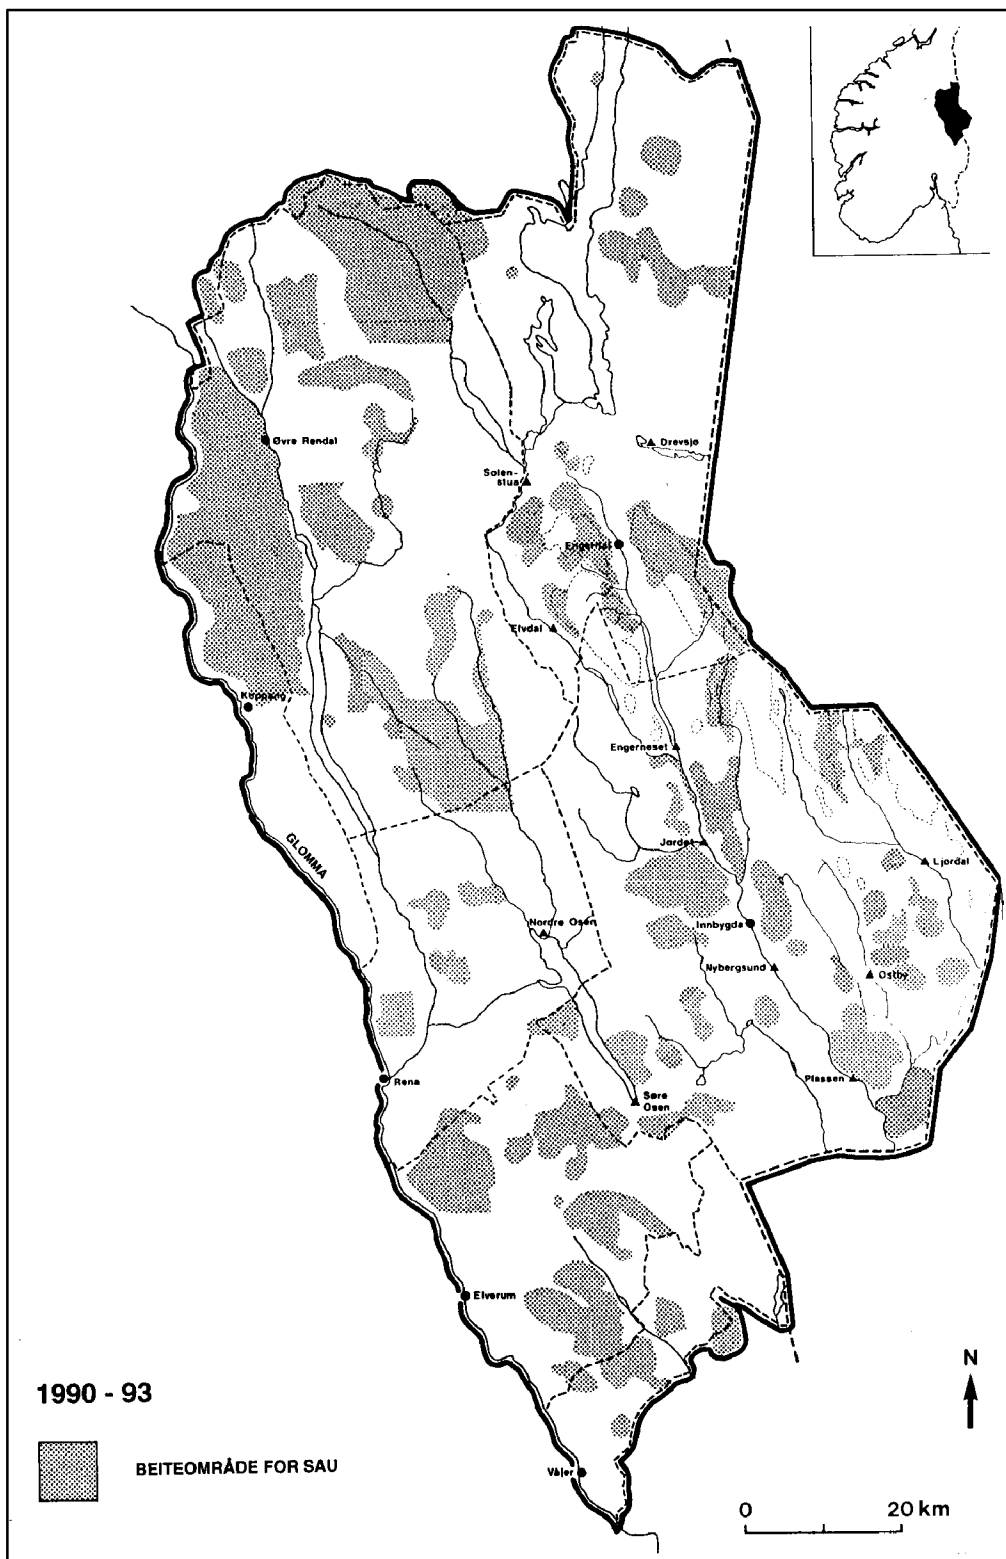 Øvre Rendal
Drevsjø
Sølen-
stua
Engerdal
Elvdal
Koppang
Engerneset
GLOMMA
Jordet
Ljørdal
Nordre Osen
Innbygda
Nybergsund
Østby
Rena
Plassen
Søre
Osen
Elverum
N
1990 - 93
BEITEOMRÅDE FOR SAU
Våler
0 20 km